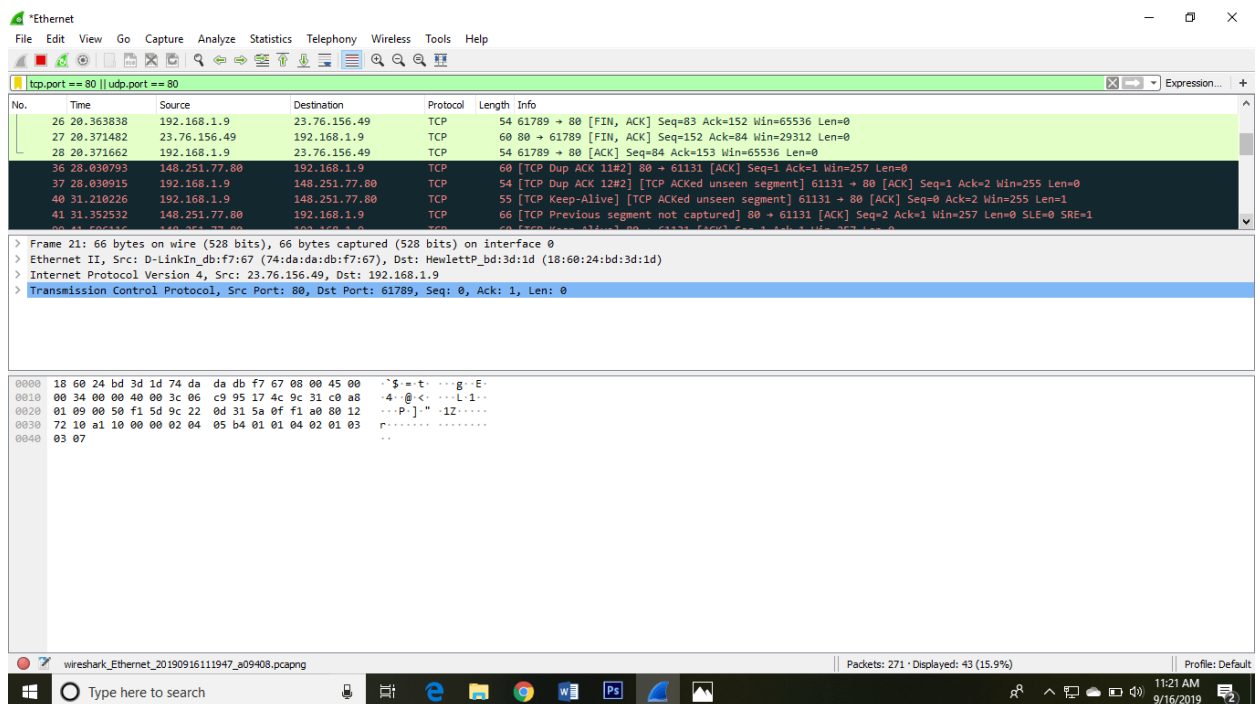 *Ethernet
File Edit View Go Capture Analyze Statistics Telephony Wireless Tools Help
tcp.port == 80 || udp.port == 80 Expression... +
No. Time Source Destination Protocol Length Info
26 20.363838 192.168.1.9 23.76.156.49 TCP 54 61789 → 80 [FIN, ACK] Seq=83 Ack=152 Win=65536 Len=0
27 20.371482 23.76.156.49 192.168.1.9 TCP 60 80 → 61789 [FIN, ACK] Seq=152 Ack=84 Win=29312 Len=0
28 20.371662 192.168.1.9 23.76.156.49 TCP 54 61789 → 80 [ACK] Seq=84 Ack=153 Win=65536 Len=0
36 28.030793 148.251.77.80 192.168.1.9 TCP 60 [TCP Dup ACK 11#2] 80 → 61131 [ACK] Seq=1 Ack=1 Win=257 Len=0
37 28.030915 192.168.1.9 148.251.77.80 TCP 54 [TCP Dup ACK 12#2] [TCP ACKed unseen segment] 61131 → 80 [ACK] Seq=1 Ack=2 Win=255 Len=0
40 31.210226 192.168.1.9 148.251.77.80 TCP 55 [TCP Keep-Alive] [TCP ACKed unseen segment] 61131 → 80 [ACK] Seq=0 Ack=2 Win=255 Len=1
41 31.352532 148.251.77.80 192.168.1.9 TCP 66 [TCP Previous segment not captured] 80 → 61131 [ACK] Seq=2 Ack=1 Win=257 Len=0 SLE=0 SRE=1
> Frame 21: 66 bytes on wire (528 bits), 66 bytes captured (528 bits) on interface 0
> Ethernet II, Src: D-LinkIn_db:f7:67 (74:da:da:db:f7:67), Dst: HewlettP_bd:3d:1d (18:60:24:bd:3d:1d)
> Internet Protocol Version 4, Src: 23.76.156.49, Dst: 192.168.1.9
> Transmission Control Protocol, Src Port: 80, Dst Port: 61789, Seq: 0, Ack: 1, Len: 0
0000 18 60 24 bd 3d 1d 74 da da db f7 67 08 00 45 00 ·`$·=·t· ···g··E·
0010 00 34 00 00 40 00 3c 06 c9 95 17 4c 9c 31 c0 a8 ·4··@·<· ···L·1··
0020 01 09 00 50 f1 5d 9c 22 0d 31 5a 0f f1 a0 80 12 ···P·]·" ·1Z·····
0030 72 10 a1 10 00 00 02 04 05 b4 01 01 04 02 01 03 r······· ········
0040 03 07 ··
wireshark_Ethernet_20190916111947_a09408.pcapng Packets: 271 · Displayed: 43 (15.9%) Profile: Default
Type here to search
Ps
11:21 AM
9/16/2019
2